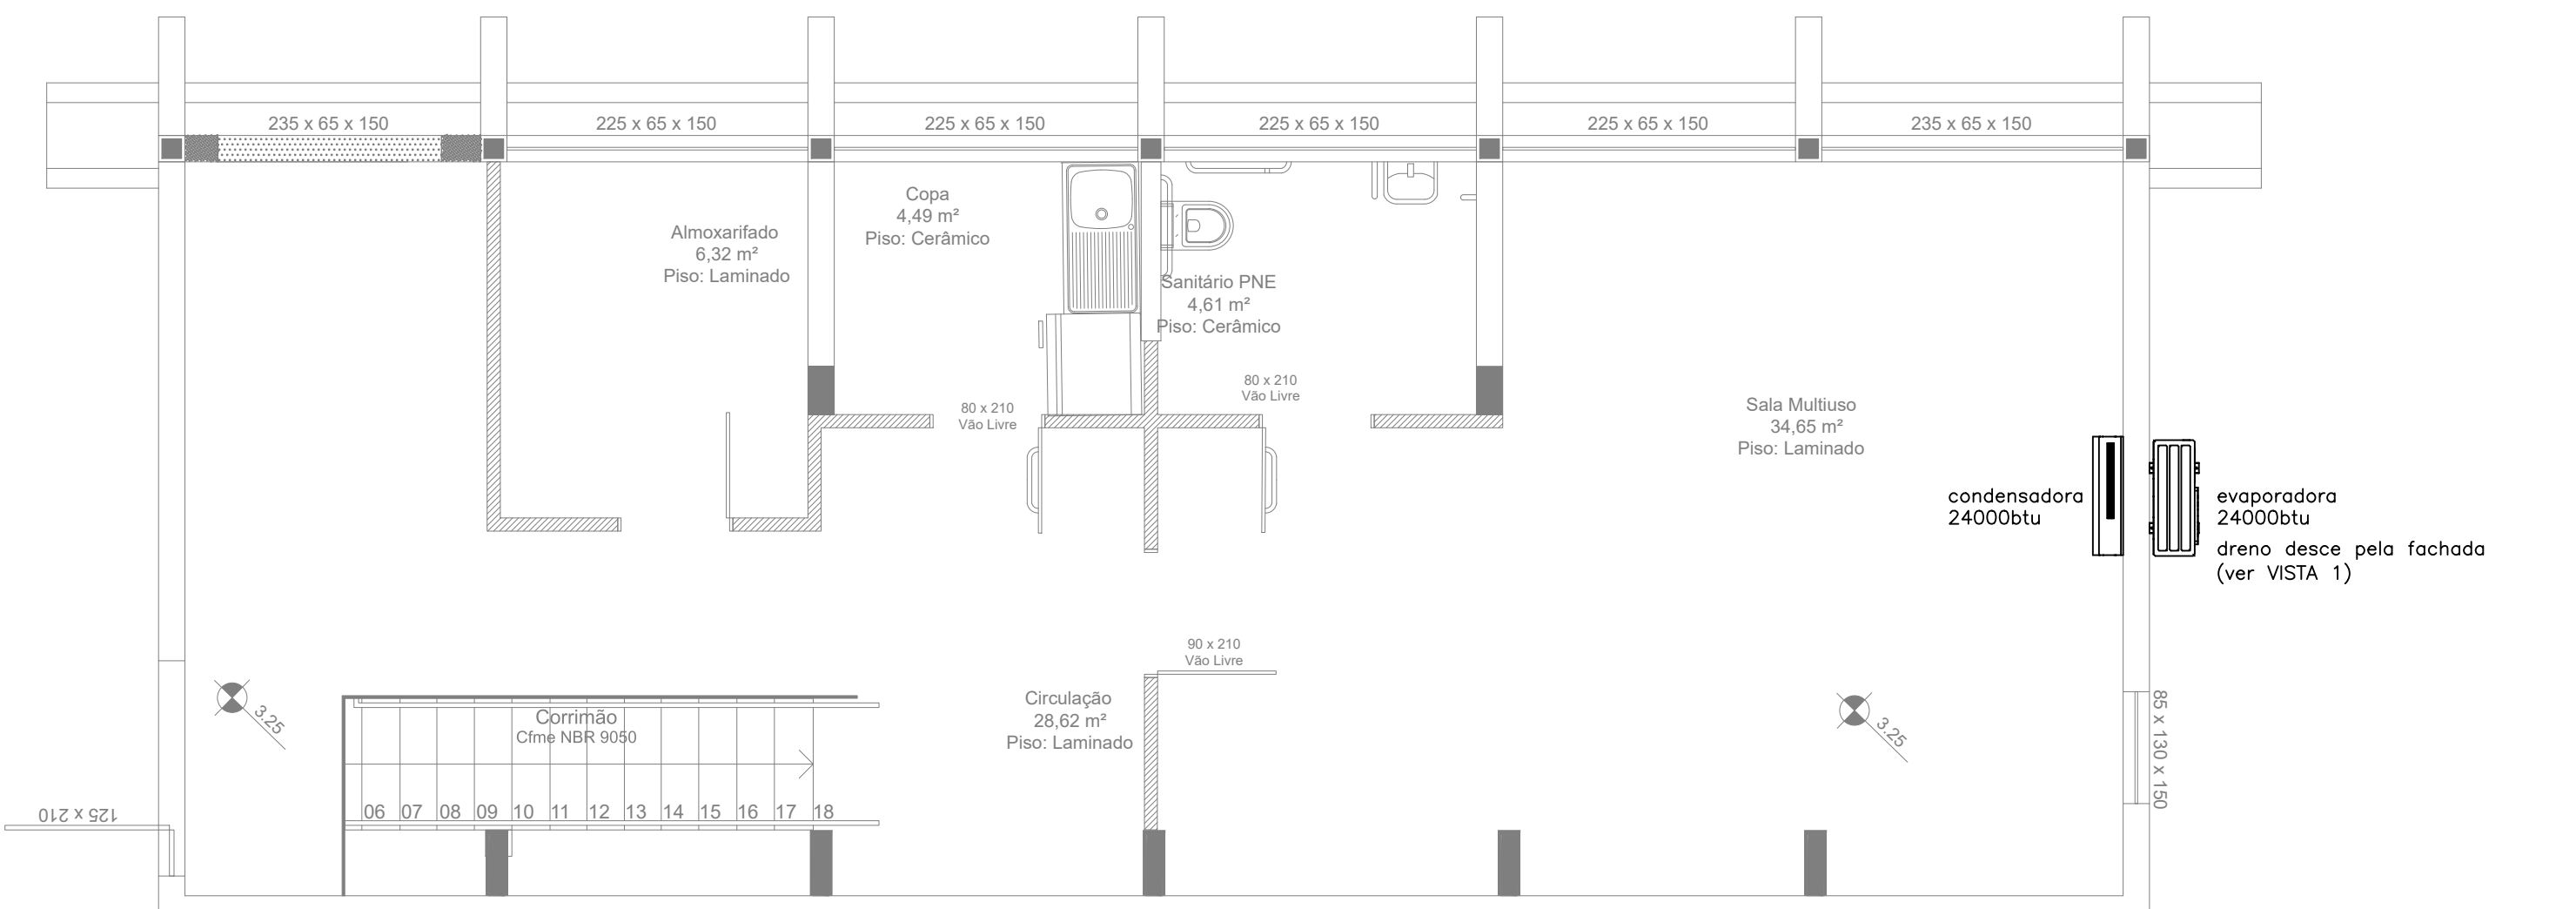 235 x 65 x 150
225 x 65 x 150
225 x 65 x 150
225 x 65 x 150
225 x 65 x 150
235 x 65 x 150
Almoxarifado
6,32 m²
Piso: Laminado
Copa
4,49 m²
Piso: Cerâmico
Sanitário PNE
4,61 m²
Piso: Cerâmico
80 x 210
Vão Livre
80 x 210
Vão Livre
Sala Multiuso
34,65 m²
Piso: Laminado
condensadora
24000btu
evaporadora
24000btu
dreno desce pela fachada
(ver VISTA 1)
90 x 210
Vão Livre
Circulação
28,62 m²
Piso: Laminado
3.25
Corrimão
Cfme NBR 9050
3.25
85 x 130 x 150
125 x 210
06 07 08 09 10 11 12 13 14 15 16 17 18